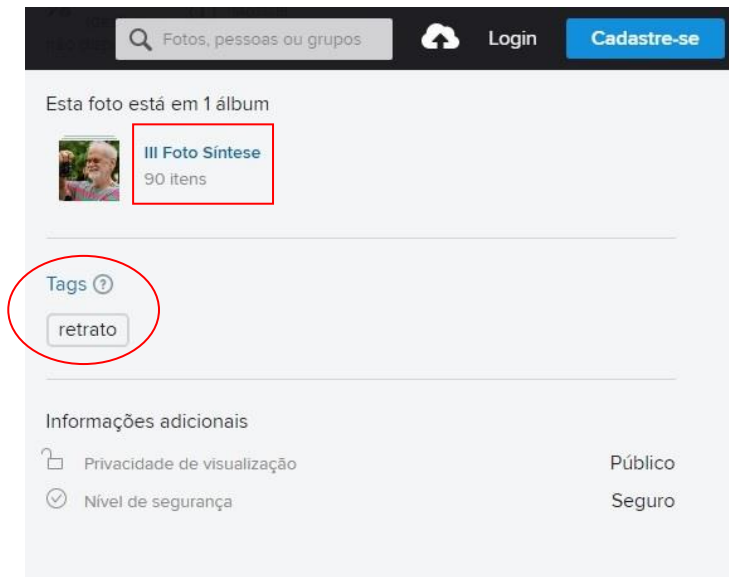 Fotos, pessoas ou grupos Login Cadastre-se
Esta foto está em 1 álbum
III Foto Síntese
90 itens
Tags ?
retrato
Informações adicionais
Privacidade de visualização Público
Nível de segurança Seguro